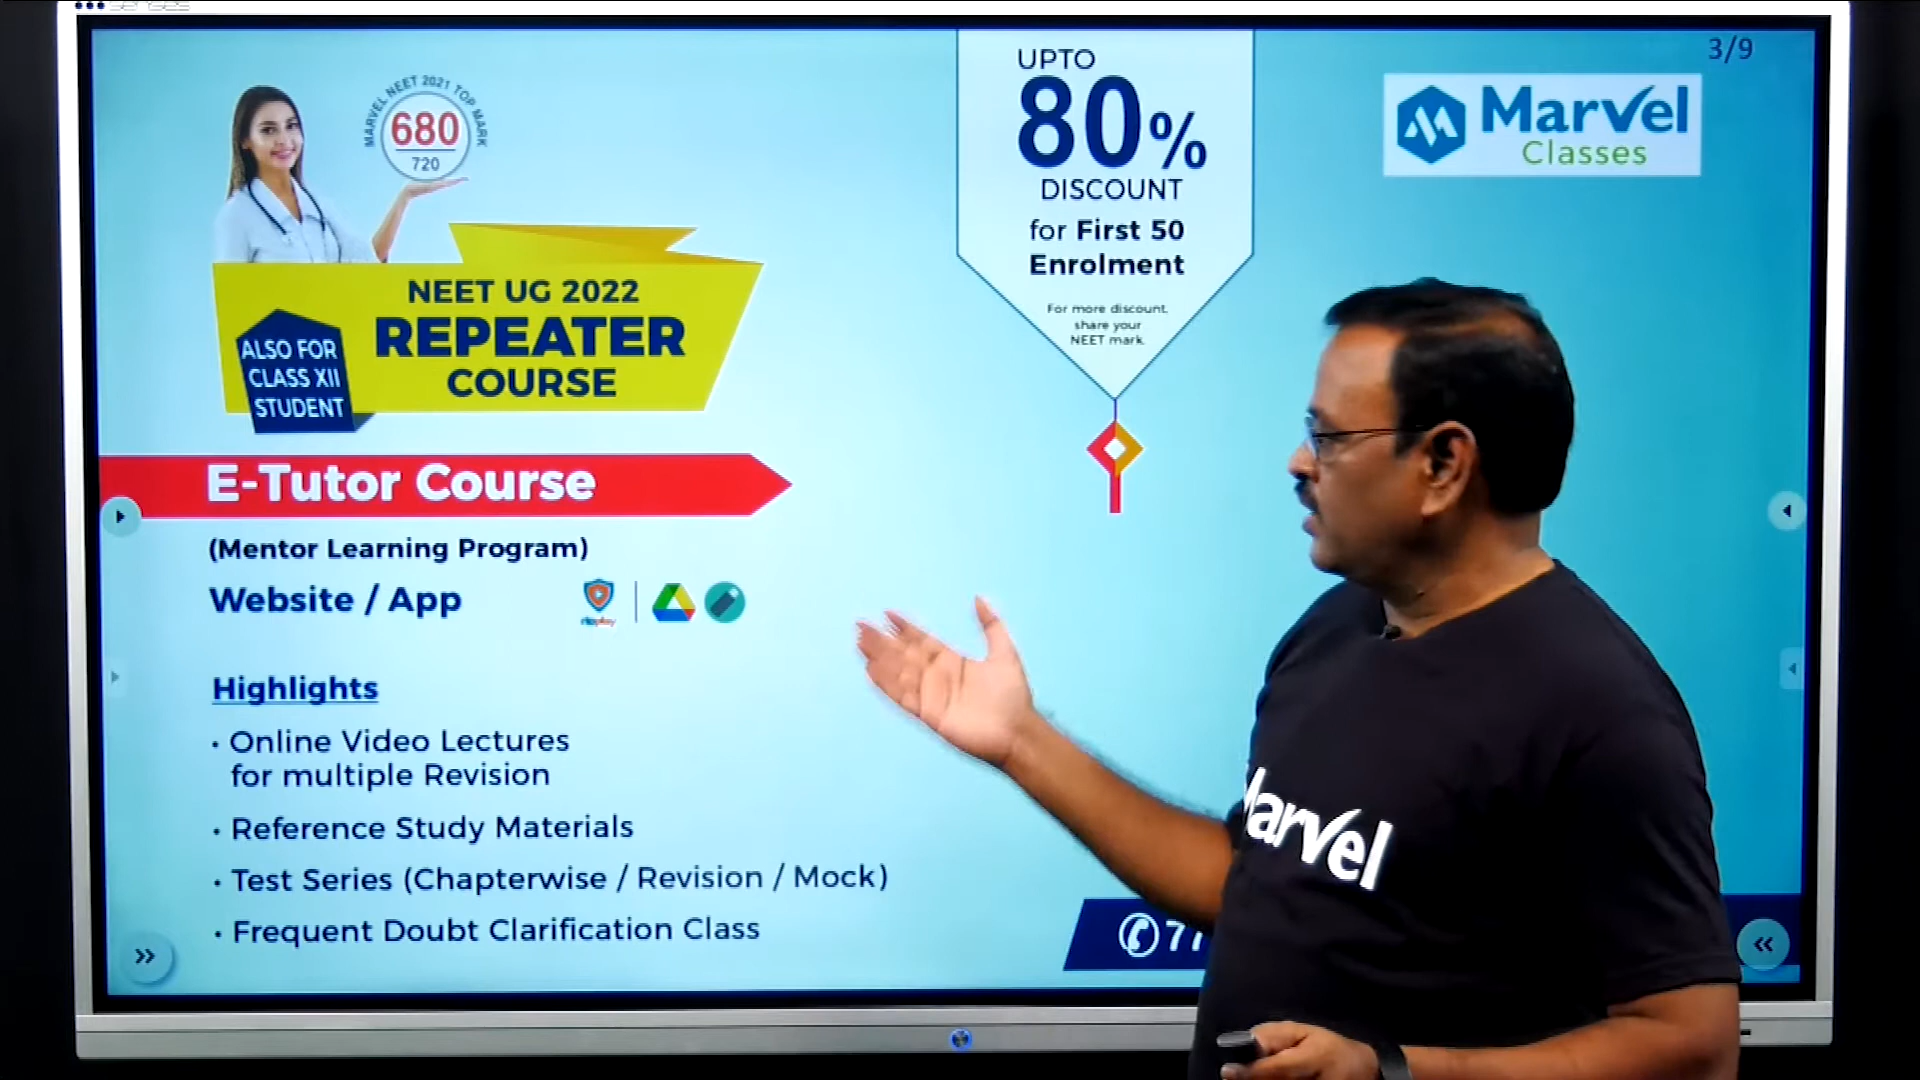 3/9
MARVEL NEET 2021 TOP MARK
680
720
UPTO
80%
DISCOUNT
for First 50
Enrolment
For more discount,
share your
NEET mark.
Marvel
Classes
NEET UG 2022
REPEATER
COURSE
ALSO FOR
CLASS XII
STUDENT
E-Tutor Course
(Mentor Learning Program)
Website / App
Highlights
• Online Video Lectures
for multiple Revision
• Reference Study Materials
• Test Series (Chapterwise / Revision / Mock)
• Frequent Doubt Clarification Class
77
Marvel